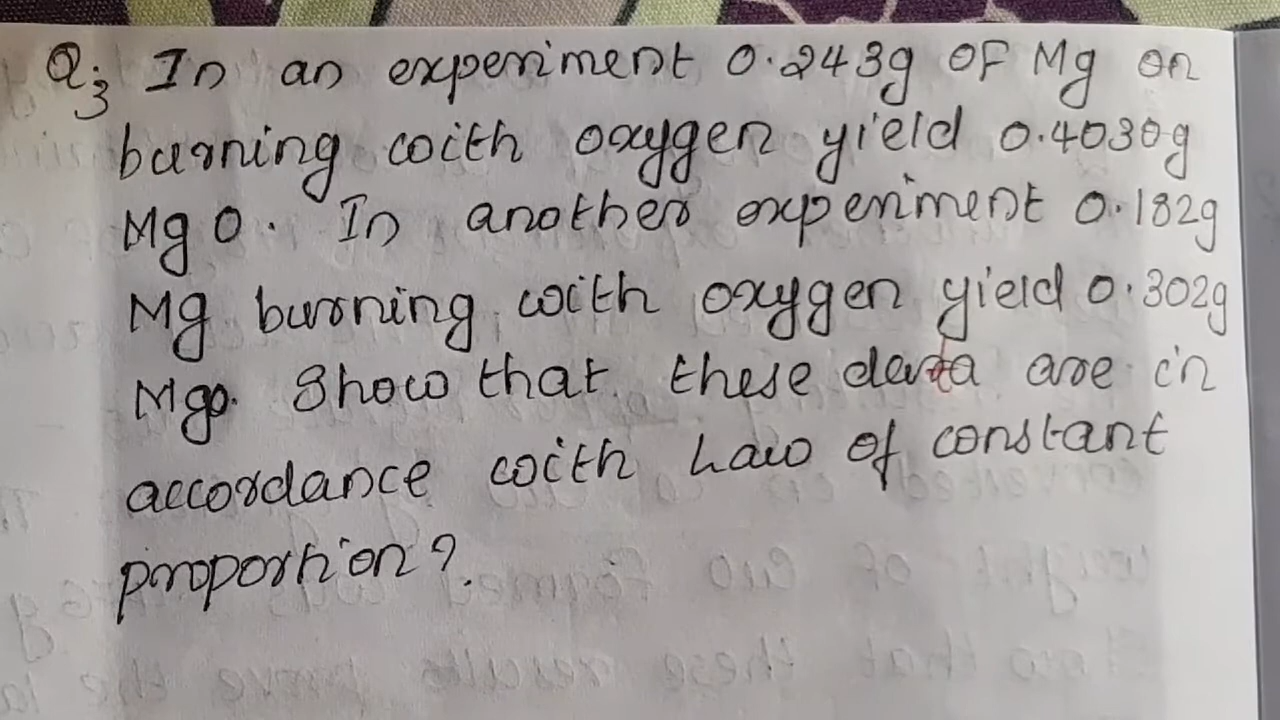 Q.3 In an experiment 0.243g OF Mg on
burning with oxygen yield 0.4030g
MgO. In another experiment 0.182g
Mg burning with oxygen yield 0.302g
Mgo. Show that these data are in
accordance with Law of constant
proportion?